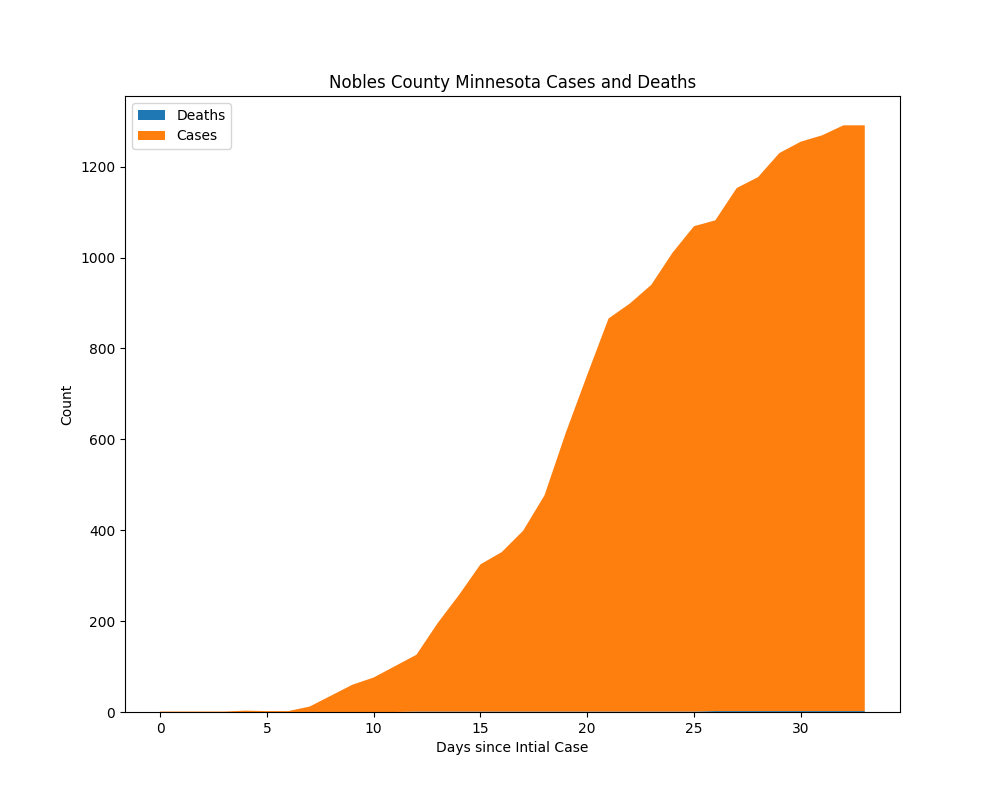 Nobles County Minnesota Cases and Deaths
Deaths
Cases
1200
1000
800
600
400
200
0
Count
0 5 10 15 20 25 30
Days since Intial Case